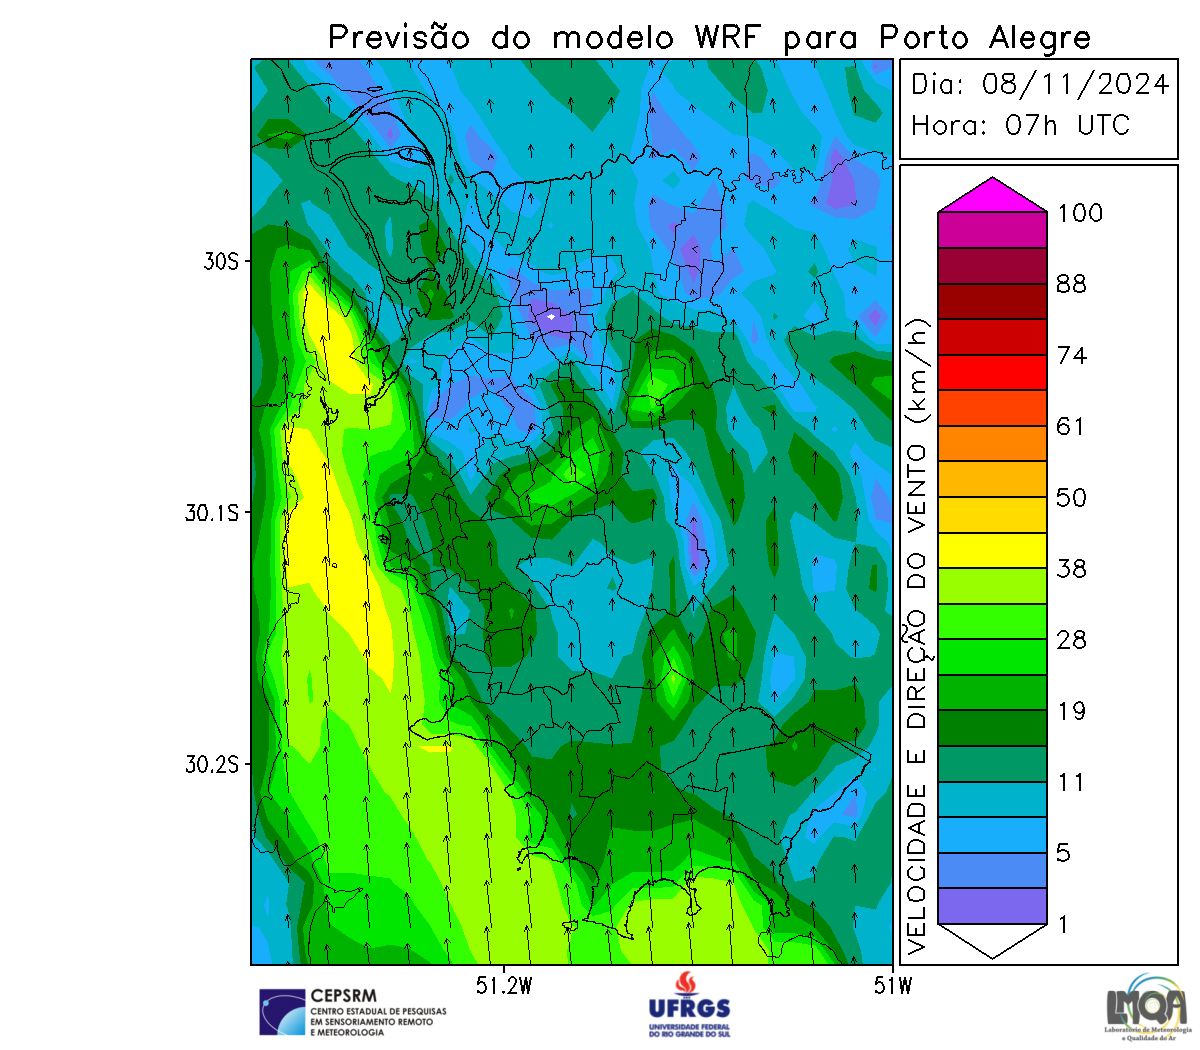 Previsão do modelo WRF para Porto Alegre
Dia: 08/11/2024
Hora: 07h UTC
100
88
74
61
50
38
28
19
11
5
1
VELOCIDADE E DIREÇÃO DO VENTO (km/h)
30S
30.1S
30.2S
51.2W
51W
CEPSRM
CENTRO ESTADUAL DE PESQUISAS
EM SENSORIAMENTO REMOTO
E METEOROLOGIA
UFRGS
UNIVERSIDADE FEDERAL
DO RIO GRANDE DO SUL
LMQA
Laboratório de Meteorologia
e Qualidade do Ar